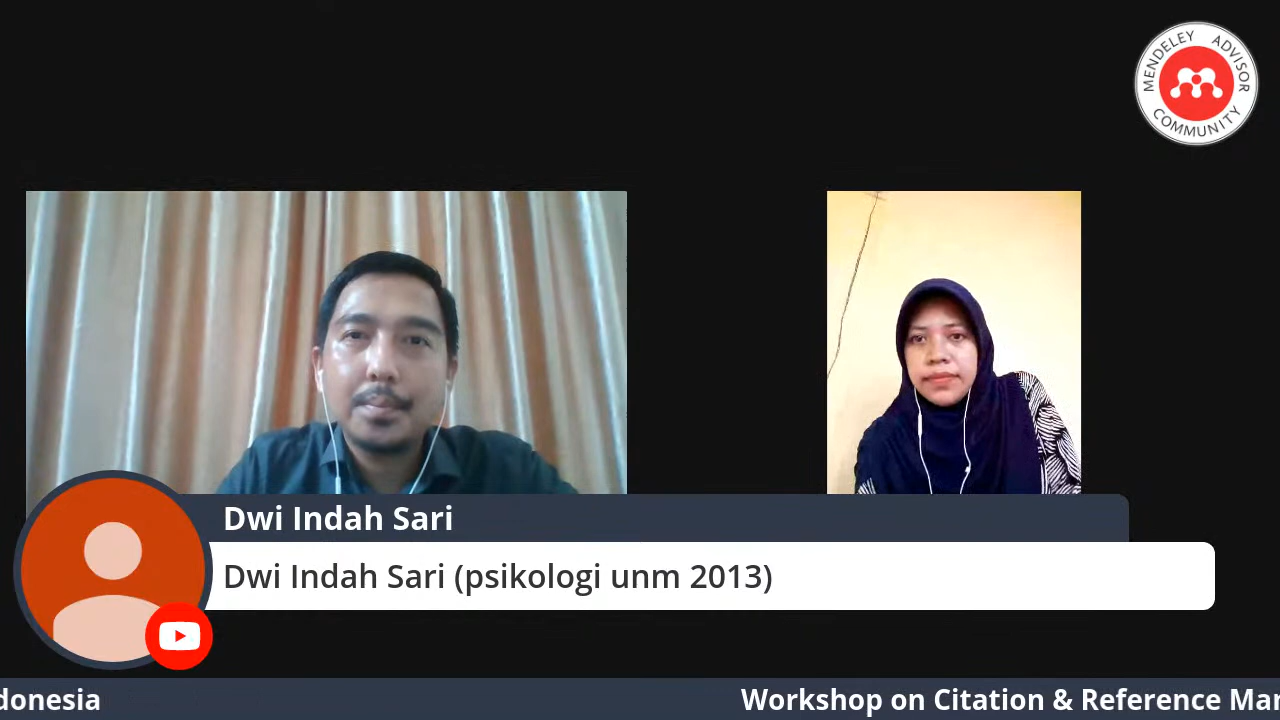 MENDELEY ADVISOR
COMMUNITY
Dwi Indah Sari
Dwi Indah Sari (psikologi unm 2013)
donesia
Workshop on Citation & Reference Mar